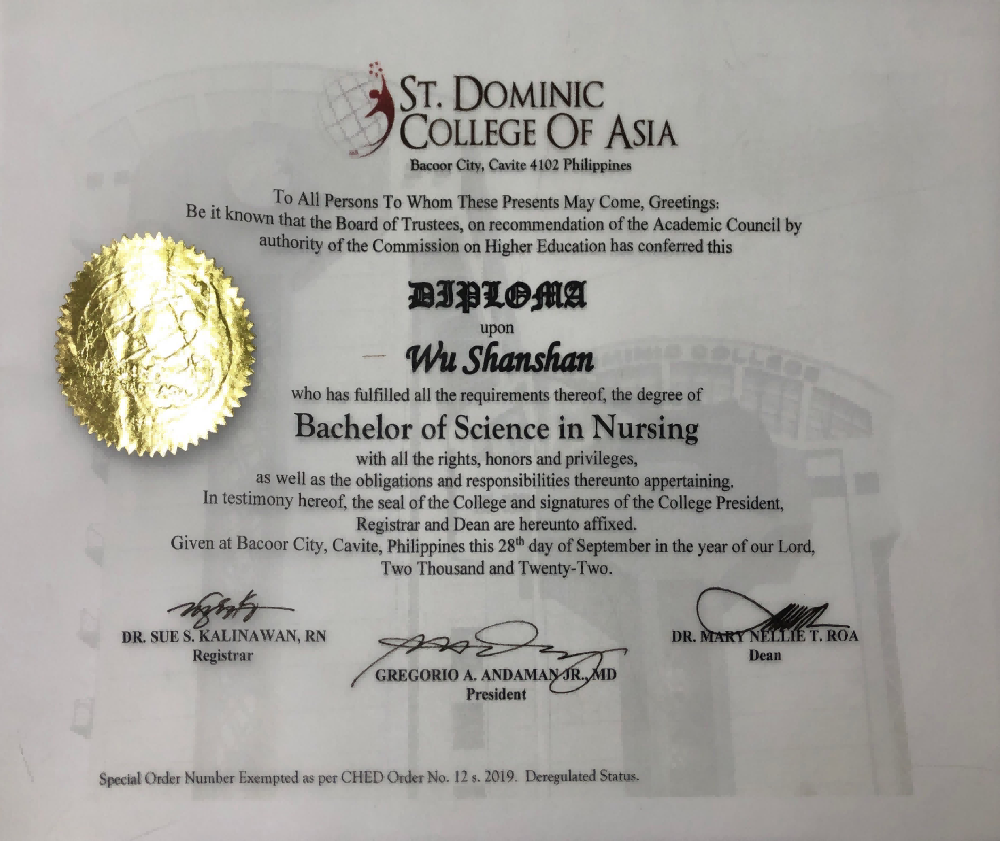 ST. DOMINIC
COLLEGE OF ASIA
Bacoor City, Cavite 4102 Philippines
To All Persons To Whom These Presents May Come, Greetings:
Be it known that the Board of Trustees, on recommendation of the Academic Council by
authority of the Commission on Higher Education has conferred this
DIPLOMA
upon
Wu Shanshan
who has fulfilled all the requirements thereof, the degree of
Bachelor of Science in Nursing
with all the rights, honors and privileges,
as well as the obligations and responsibilities thereunto appertaining.
In testimony hereof, the seal of the College and signatures of the College President,
Registrar and Dean are hereunto affixed.
Given at Bacoor City, Cavite, Philippines this 28th day of September in the year of our Lord,
Two Thousand and Twenty-Two.
DR. SUE S. KALINAWAN, RN
Registrar
DR. MARY NELLIE T. ROA
Dean
GREGORIO A. ANDAMAN JR., MD
President
Special Order Number Exempted as per CHED Order No. 12 s. 2019. Deregulated Status.